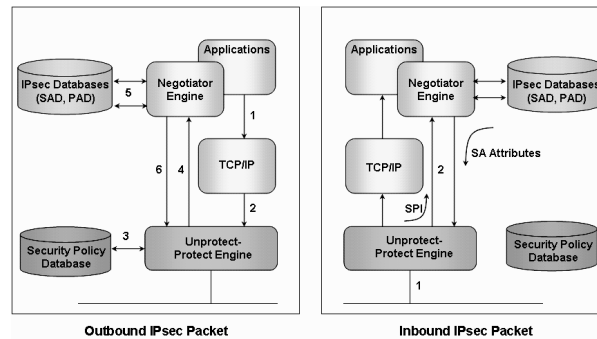 Applications
IPsec Databases
(SAD, PAD)
5
Negotiator
Engine
1
6
4
TCP/IP
2
3
Security Policy
Database
Unprotect-
Protect Engine
Outbound IPsec Packet
Applications
Negotiator
Engine
IPsec Databases
(SAD, PAD)
SA Attributes
TCP/IP
2
SPI
Unprotect-
Protect Engine
Security Policy
Database
1
Inbound IPsec Packet